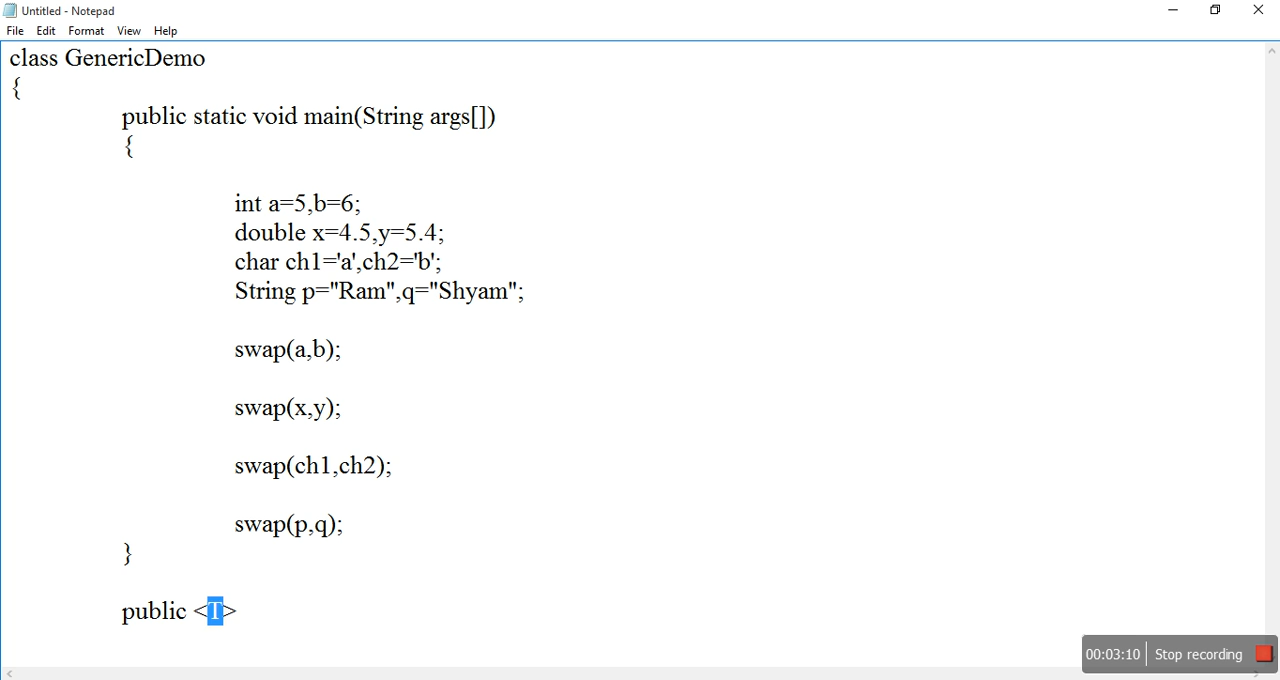 Untitled - Notepad
File Edit Format View Help
class GenericDemo
{
public static void main(String args[])
{
int a=5,b=6;
double x=4.5,y=5.4;
char ch1='a',ch2='b';
String p="Ram",q="Shyam";
swap(a,b);
swap(x,y);
swap(ch1,ch2);
swap(p,q);
}
public <T>
00:03:10 Stop recording